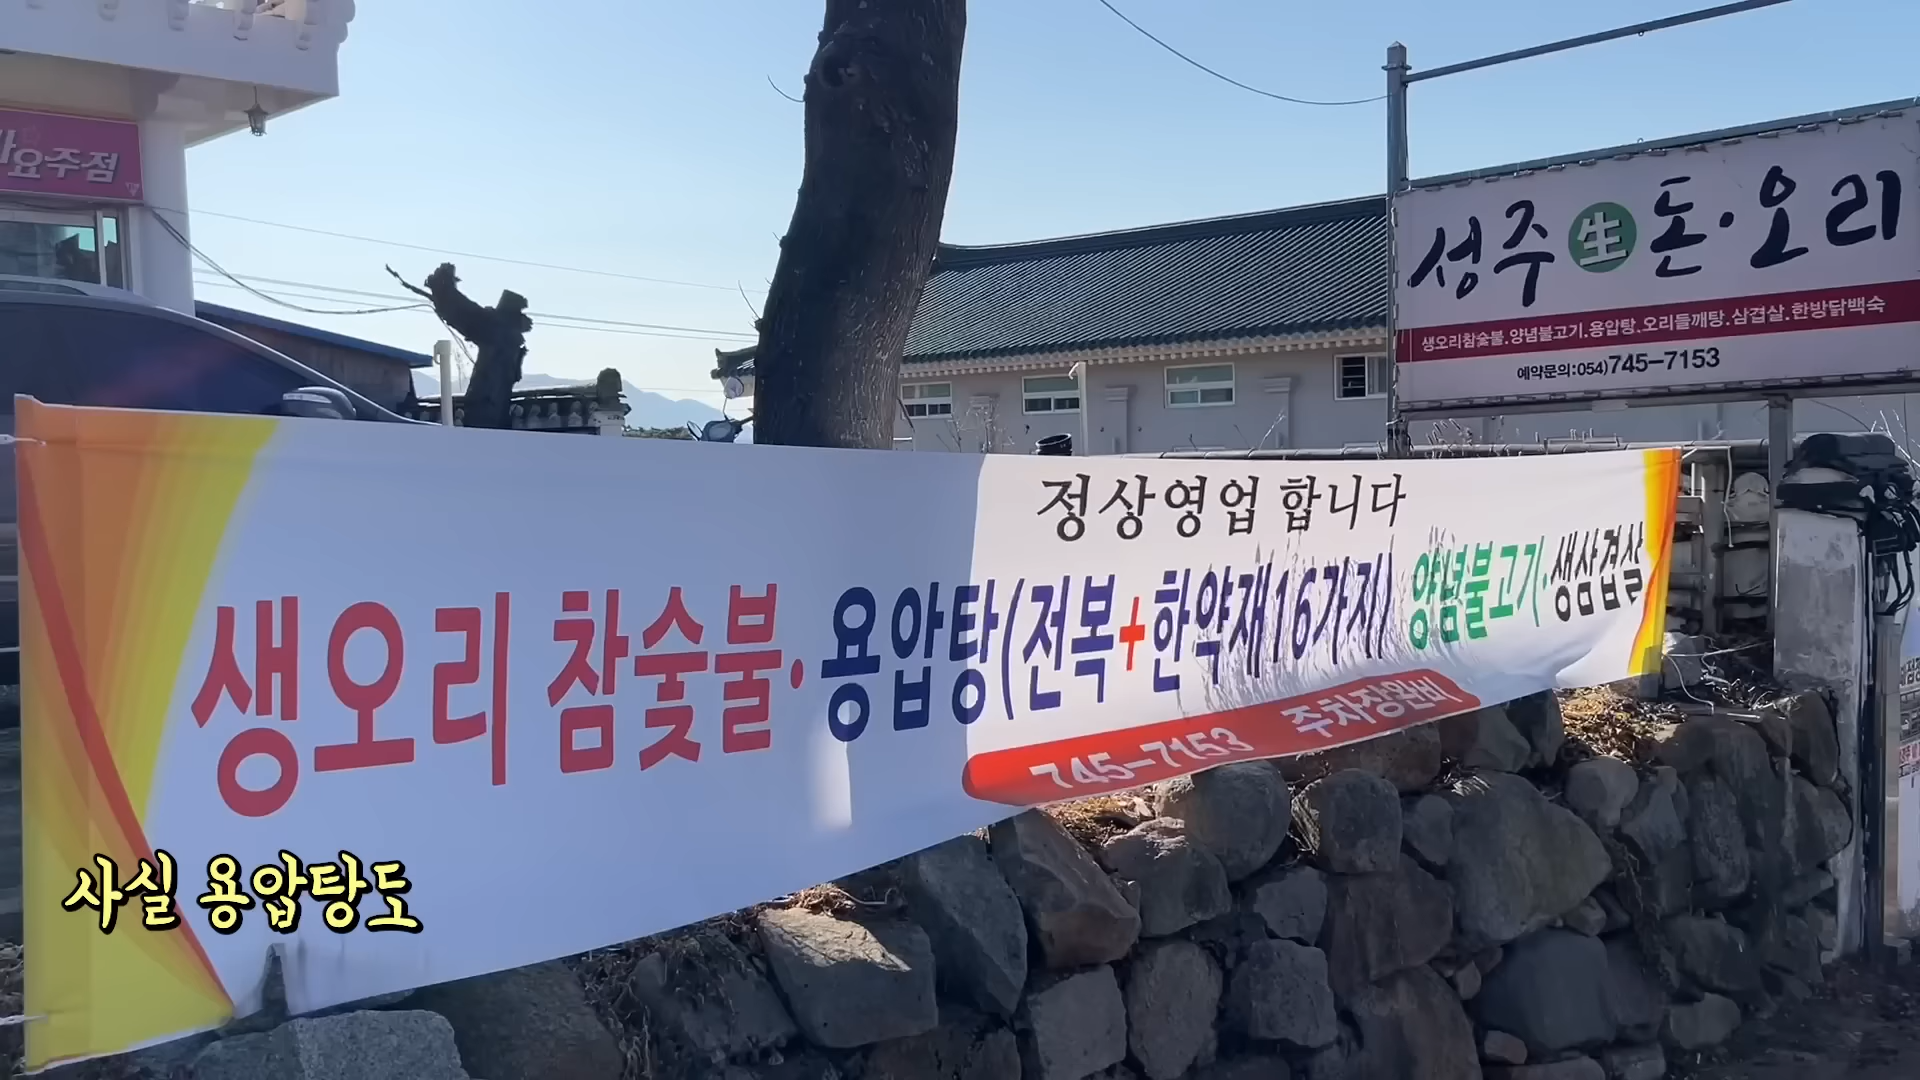 요주점
성주 生 돈·오리
생오리참숯불.양념불고기.용압탕.오리들깨탕.삼겹살.한방닭백숙
예약문의:054)745-7153
정상영업 합니다
생오리 참숯불·용압탕(전복+한약재16가지) 양념불고기·생삼겹살
745-7153 주차장완비
사실 용압탕도